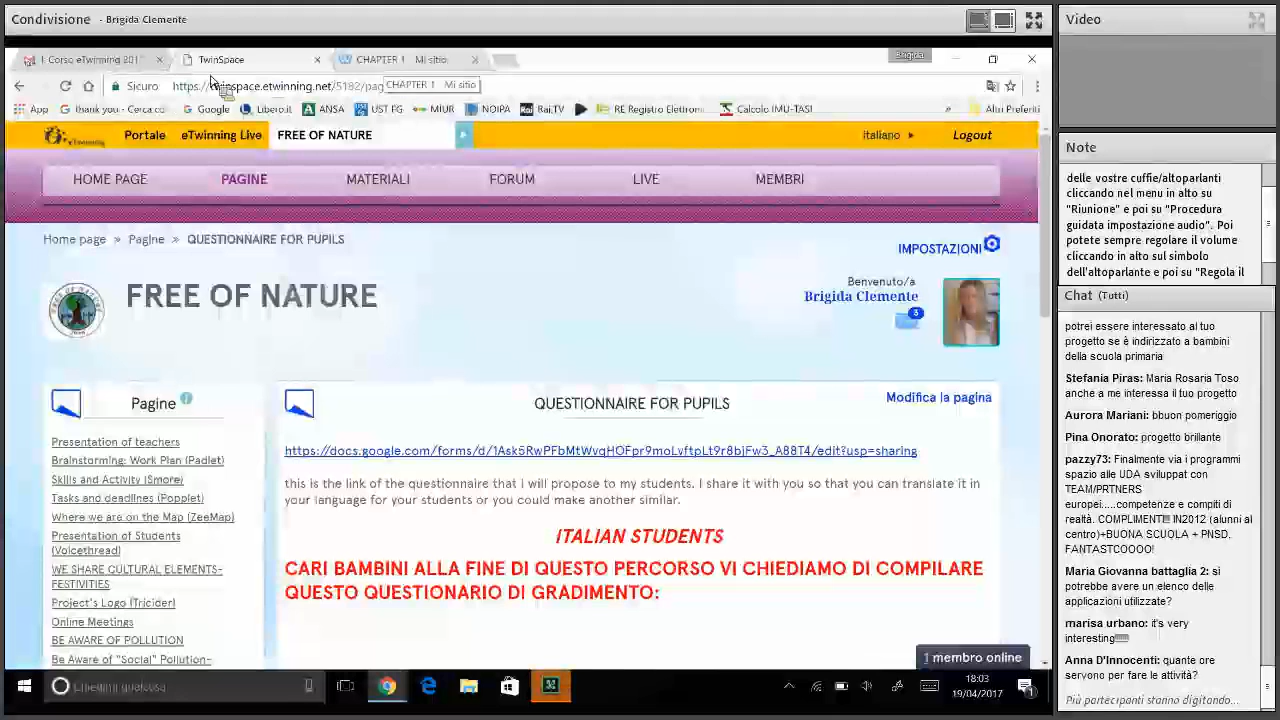 Condivisione - Brigida Clemente
Video
TwinSpace
CHAPTER 1 Mi sitio
Brigida
Sicuro
CHAPTER 1 Mi sitio
App
thank you - Cerca co
Google
Libero.it
ANSA
UST FG
MIUR
NOIPA
Rai.TV
RE Registro Elettron
Calcolo IMU-TASI
Altri Preferiti
Portale
eTwinning Live
FREE OF NATURE
italiano
Logout
HOME PAGE
PAGINE
MATERIALI
FORUM
LIVE
MEMBRI
Home page » Pagine » QUESTIONNAIRE FOR PUPILS
IMPOSTAZIONI
FREE OF NATURE
Benvenuto/a
Brigida Clemente
3
Pagine
Presentation of teachers
Brainstorming: Work Plan (Padlet)
Skills and Activity (Smore)
Tasks and deadlines (Popplet)
Where we are on the Map (ZeeMap)
Presentation of Students
(Voicethread)
WE SHARE CULTURAL ELEMENTS-
FESTIVITIES
Project's Logo (Tricider)
Online Meetings
BE AWARE OF POLLUTION
Be Aware of "Social" Pollution-
QUESTIONNAIRE FOR PUPILS
Modifica la pagina
https://docs.google.com/forms/d/1Ask5RwPFbMtWvqHOFpr9moLvftpLt9r8bjFw3_A88T4/edit?usp=sharing
this is the link of the questionnaire that i will propose to my students. I share it with you so that you can translate it in
your language for your students or you could make another similar.
ITALIAN STUDENTS
CARI BAMBINI ALLA FINE DI QUESTO PERCORSO VI CHIEDIAMO DI COMPILARE
QUESTO QUESTIONARIO DI GRADIMENTO:
1 membro online
Chiedimi qualcosa
18:03
19/04/2017
Note
delle vostre cuffie/altoparlanti
cliccando nel menu in alto su
"Riunione" e poi su "Procedura
guidata impostazione audio". Poi
potete sempre regolare il volume
cliccando in alto sul simbolo
dell'altoparlante e poi su "Regola il
Chat (Tutti)
potrei essere interessato al tuo
progetto se è indirizzato a bambini
della scuola primaria
Stefania Piras: Maria Rosaria Toso
anche a me interessa il tuo progetto
Aurora Mariani: bbuon pomeriggio
Pina Onorato: progetto brillante
pazzy73: Finalmente via i programmi
spazio alle UDA sviluppat con
TEAM/PRTNERS
europei....competenze e compiti di
realtà. COMPLIMENTI IN2012 (alunni al
centro)+BUONA SCUOLA + PNSD.
FANTASTCOOOO!
Maria Giovanna battaglia 2: si
potrebbe avere un elenco delle
applicazioni utilizzate?
marisa urbano: it's very
interesting
Anna D'Innocenti: quante ore
servono per fare le attività?
Più partecipanti stanno digitando...